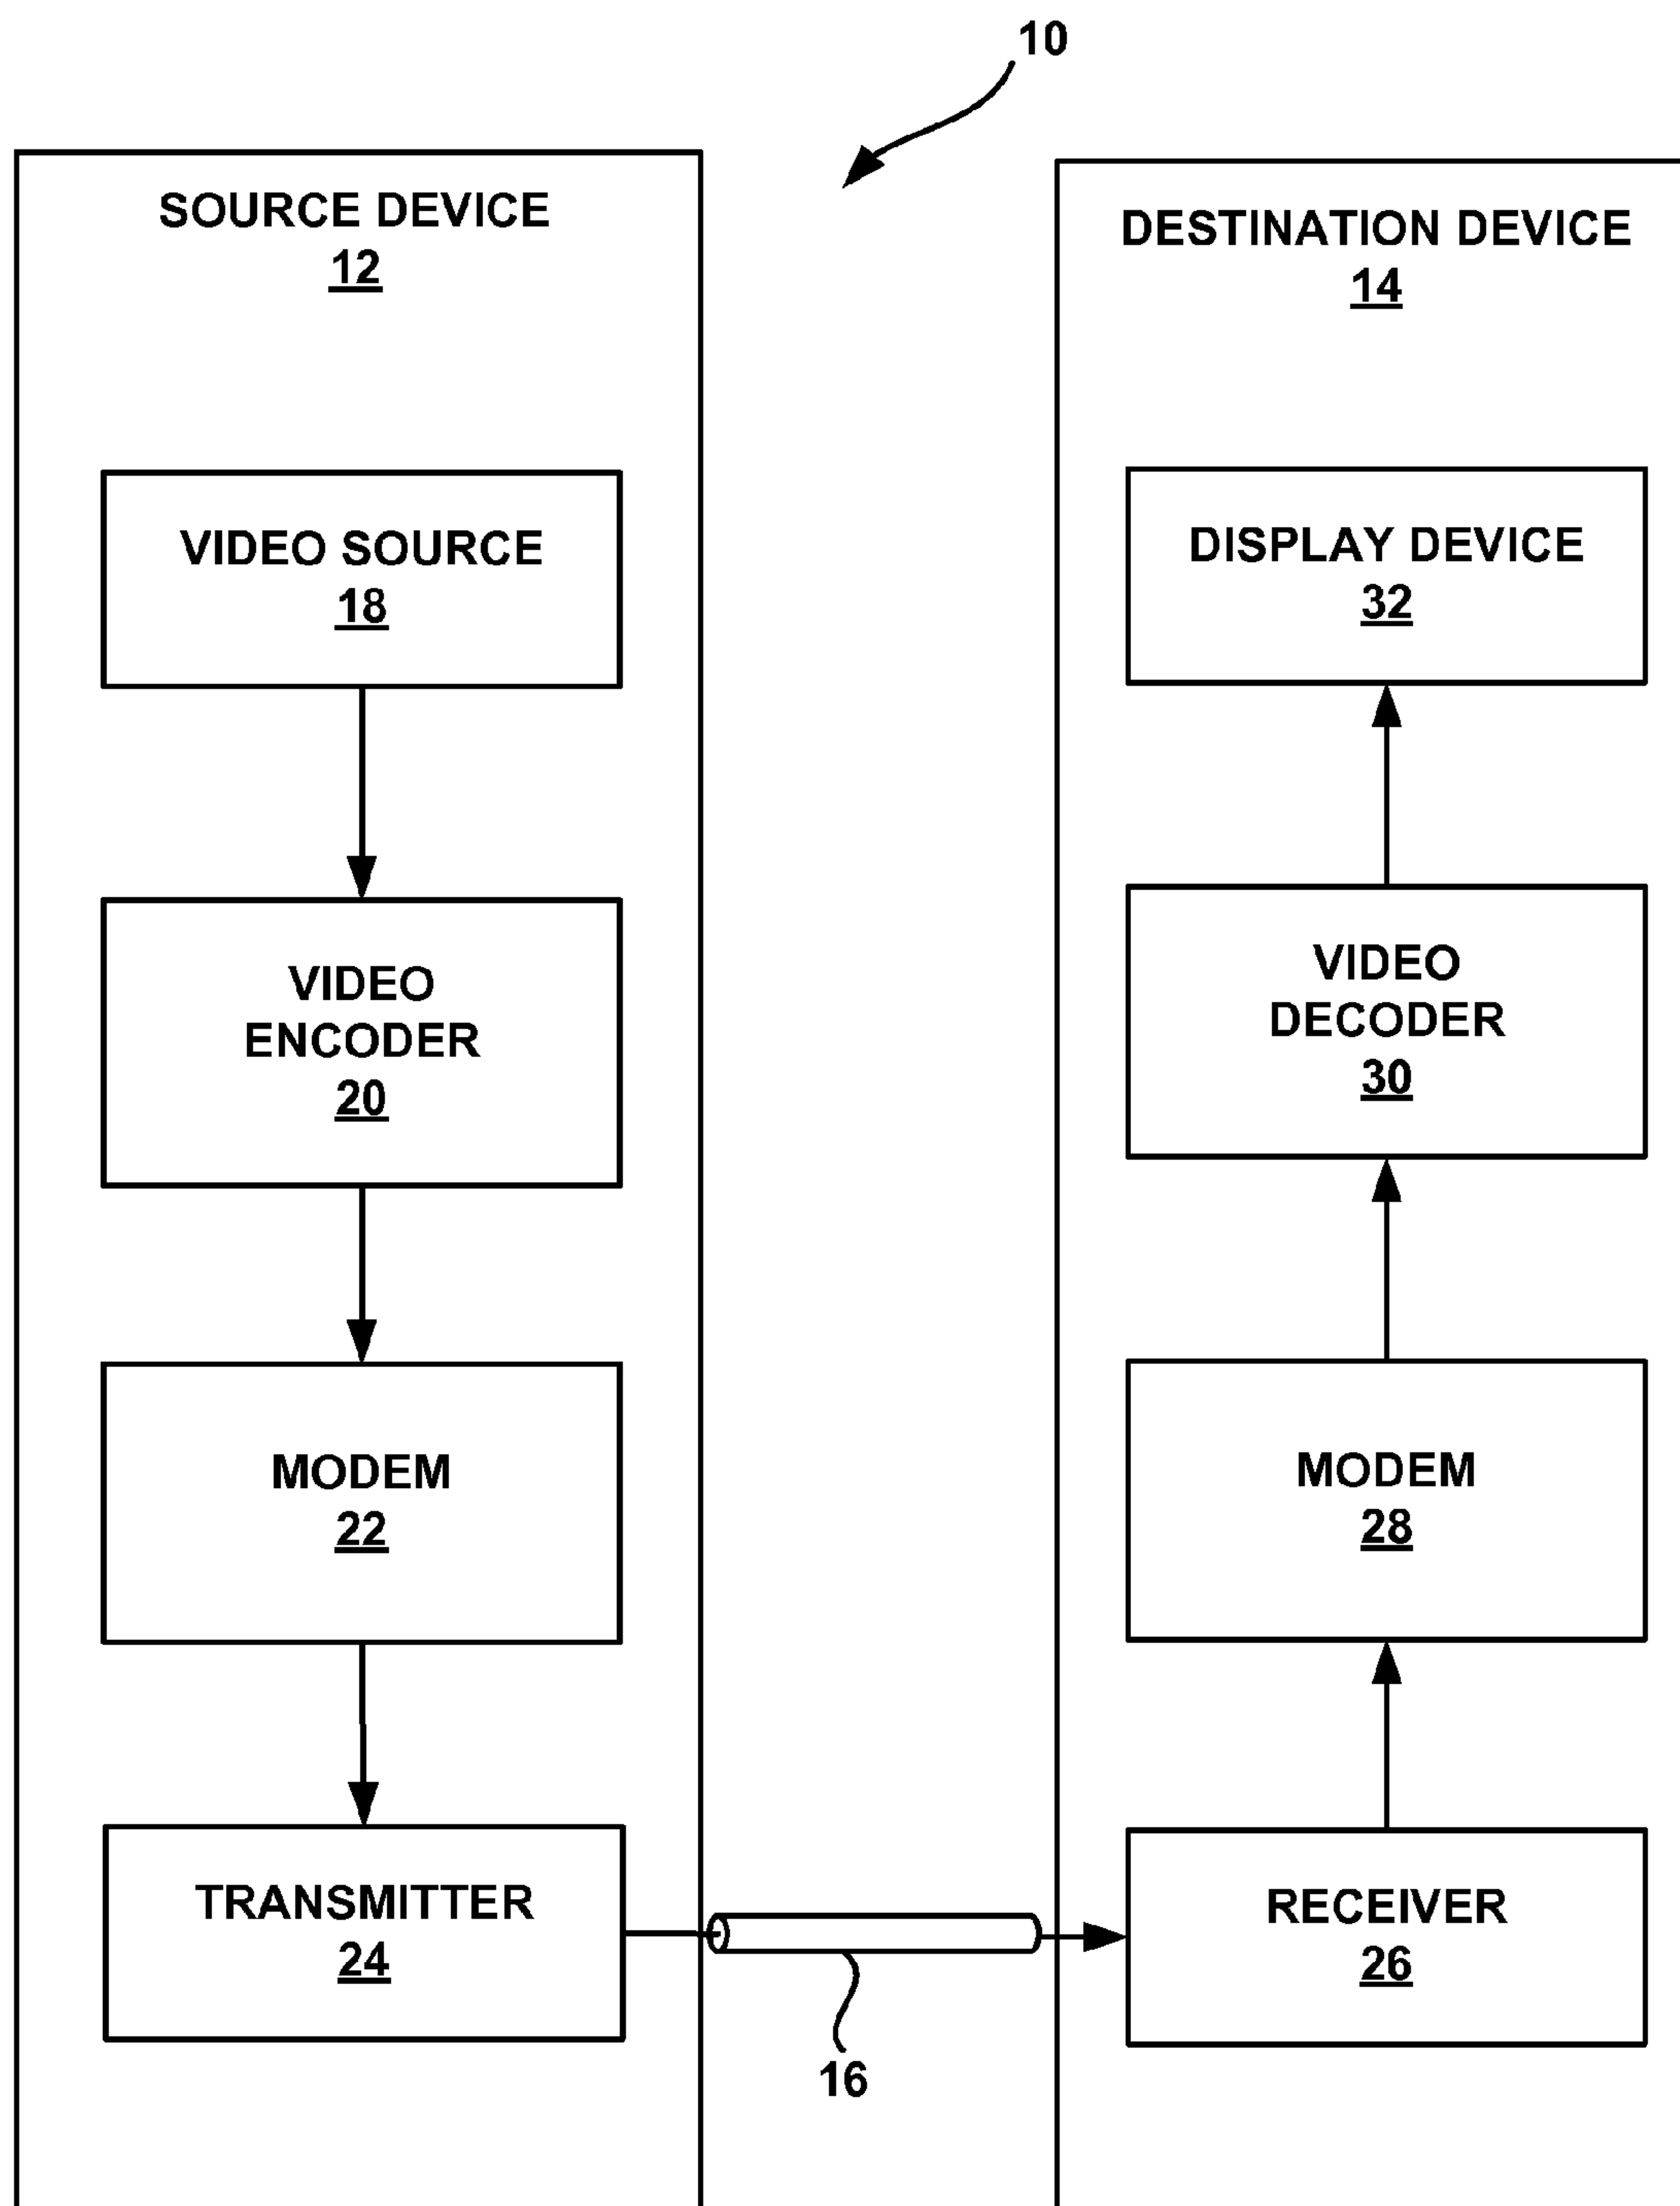 10
SOURCE DEVICE
12
VIDEO SOURCE
18
VIDEO
ENCODER
20
MODEM
22
TRANSMITTER
24
16
DESTINATION DEVICE
14
DISPLAY DEVICE
32
VIDEO
DECODER
30
MODEM
28
RECEIVER
26